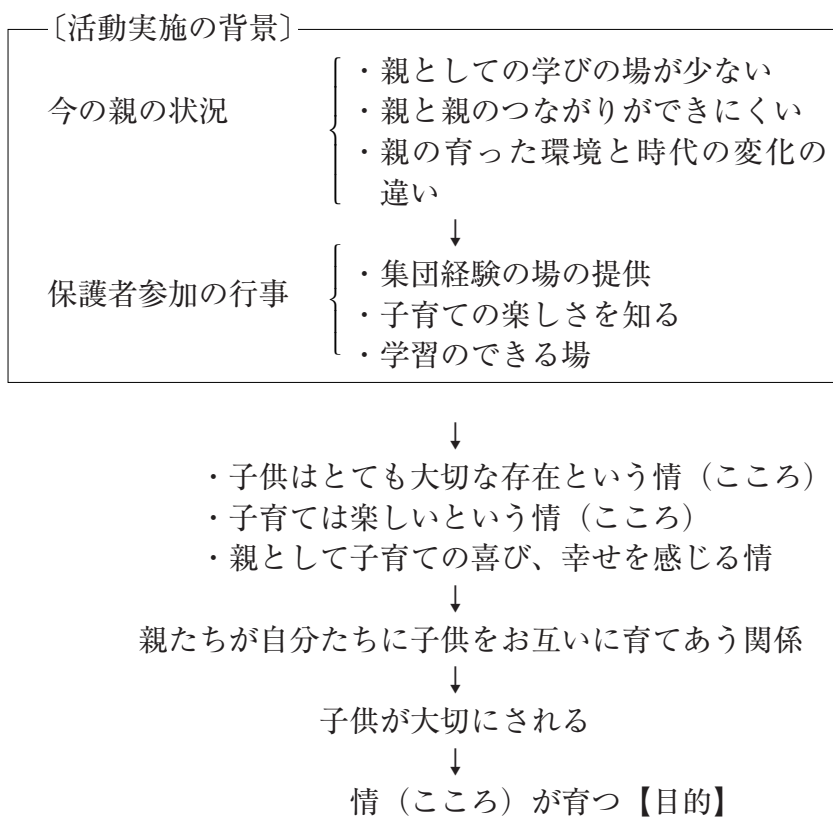 〔活動実施の背景〕
今の親の状況
・親としての学びの場が少ない
・親と親のつながりができにくい
・親の育った環境と時代の変化の
違い
↓
保護者参加の行事
・集団経験の場の提供
・子育ての楽しさを知る
・学習のできる場
↓
・子供はとても大切な存在という情（こころ）
・子育ては楽しいという情（こころ）
・親として子育ての喜び、幸せを感じる情
↓
親たちが自分たちに子供をお互いに育てあう関係
↓
子供が大切にされる
↓
情（こころ）が育つ【目的】